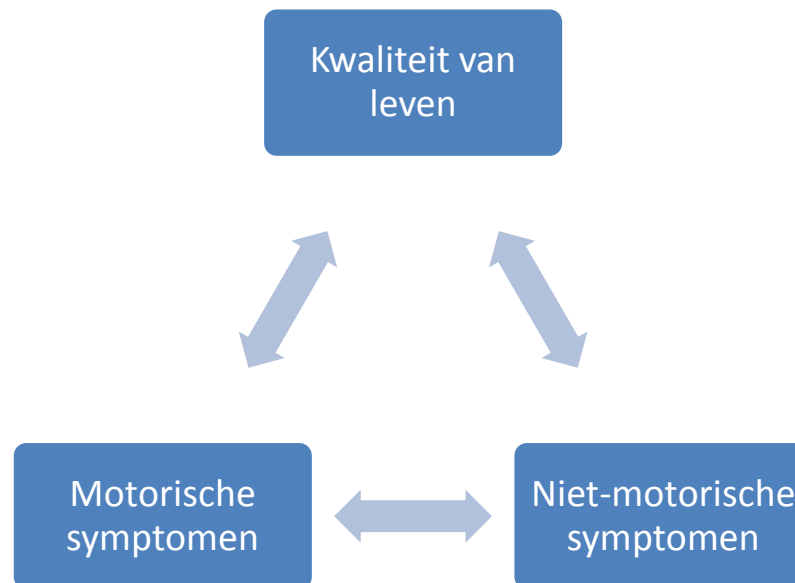 Kwaliteit van
leven
Motorische
symptomen
Niet-motorische
symptomen